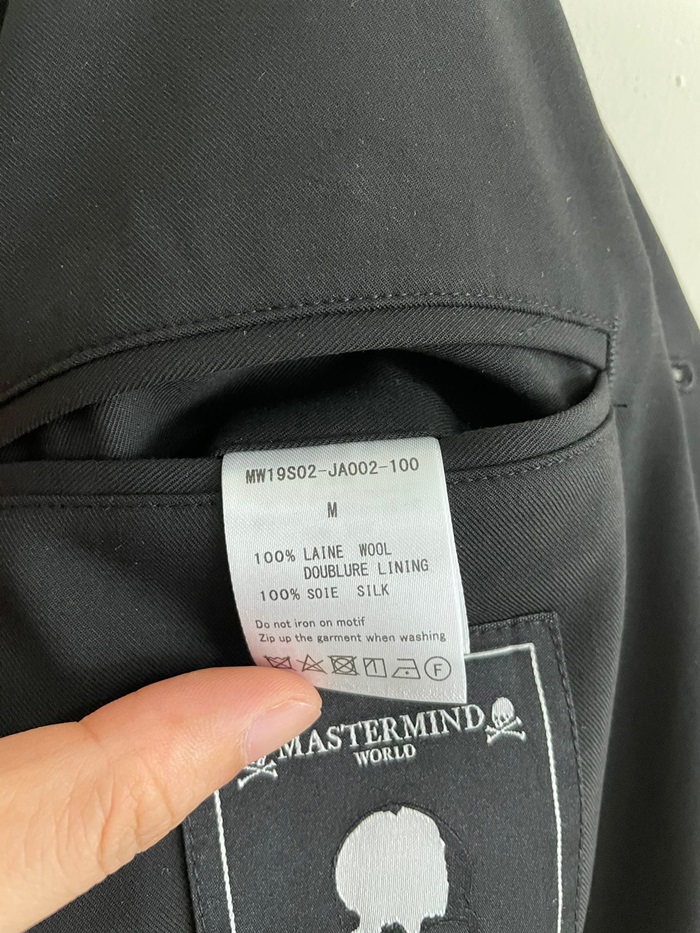 MW19S02-JA002-100
M
100% LAINE WOOL
DOUBLURE LINING
100% SOIE SILK
Do not iron on motif
Zip up the garment when washing
F
MASTERMIND
WORLD